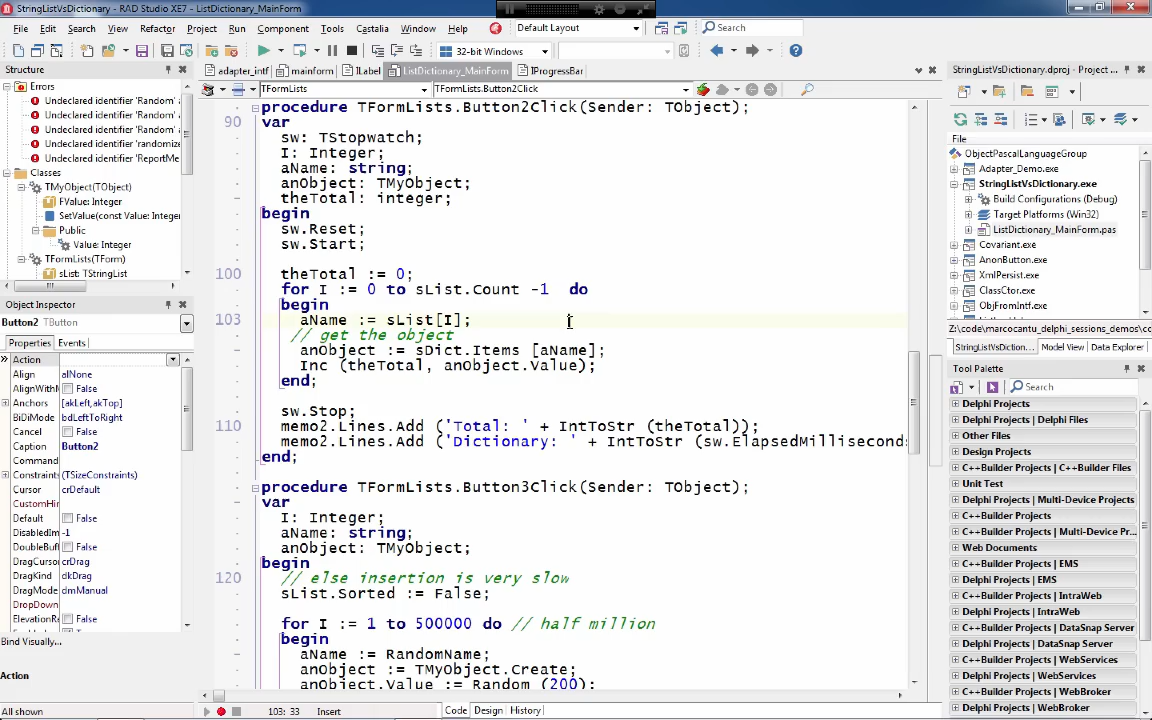 StringListVsDictionary - RAD Studio XE7 - ListDictionary_MainForm
File Edit Search View Refactor Project Run Component Tools Castalia Window Help
Default Layout
Search
32-bit Windows
Structure
Errors
Undeclared identifier 'Random' a
Undeclared identifier 'Random' a
Undeclared identifier 'Random' a
Undeclared identifier 'randomize
Undeclared identifier 'ReportMe
Classes
TMyObject(TObject)
FValue: Integer
SetValue(const Value: Integer
Public
Value: Integer
TFormLists(TForm)
sList: TStringList
Object Inspector
Button2 TButton
Properties Events
Action
Align alNone
AlignWithM False
Anchors [akLeft,akTop]
BiDiMode bdLeftToRight
Cancel False
Caption Button2
Command
Constraints (TSizeConstraints)
Cursor crDefault
CustomHin
Default False
DisabledIm -1
DoubleBuff False
DragCursor crDrag
DragKind dkDrag
DragMode dmManual
DropDown
ElevationRe False
Bind Visually...
Action
All shown
adapter_intf mainform ILabel ListDictionary_MainForm IProgressBar
TFormLists TFormLists.Button2Click
procedure TFormLists.Button2Click(Sender: TObject);
90 var
sw: TStopwatch;
I: Integer;
aName: string;
anObject: TMyObject;
theTotal: integer;
begin
sw.Reset;
sw.Start;
100 theTotal := 0;
for I := 0 to sList.Count -1 do
begin
103 aName := sList[I];
// get the object
anObject := sDict.Items [aName];
Inc (theTotal, anObject.Value);
end;
sw.Stop;
110 memo2.Lines.Add ('Total: ' + IntToStr (theTotal));
memo2.Lines.Add ('Dictionary: ' + IntToStr (sw.ElapsedMilliseconds
end;
procedure TFormLists.Button3Click(Sender: TObject);
var
I: Integer;
aName: string;
anObject: TMyObject;
begin
120 // else insertion is very slow
sList.Sorted := False;
for I := 1 to 500000 do // half million
begin
aName := RandomName;
anObject := TMyObject.Create;
anObject.Value := Random (200);
103: 33 Insert Code Design History
StringListVsDictionary.dproj - Project ...
File
ObjectPascalLanguageGroup
Adapter_Demo.exe
StringListVsDictionary.exe
Build Configurations (Debug)
Target Platforms (Win32)
ListDictionary_MainForm.pas
Covariant.exe
AnonButton.exe
XmlPersist.exe
ClassCtor.exe
ObjFromIntf.exe
Z:\code\marcocantu_delphi_sessions_demos\c
StringListVsDictionary.... Model View Data Explorer
Tool Palette
Search
Delphi Projects
Delphi Projects | Delphi Files
Other Files
Design Projects
C++Builder Projects | C++Builder Files
Unit Test
Delphi Projects | Multi-Device Projects
C++Builder Projects
C++Builder Projects | Multi-Device Pr...
Web Documents
C++Builder Projects | EMS
Delphi Projects | EMS
C++Builder Projects | IntraWeb
Delphi Projects | IntraWeb
C++Builder Projects | DataSnap Server
Delphi Projects | DataSnap Server
C++Builder Projects | WebServices
Delphi Projects | WebServices
C++Builder Projects | WebBroker
Delphi Projects | WebBroker